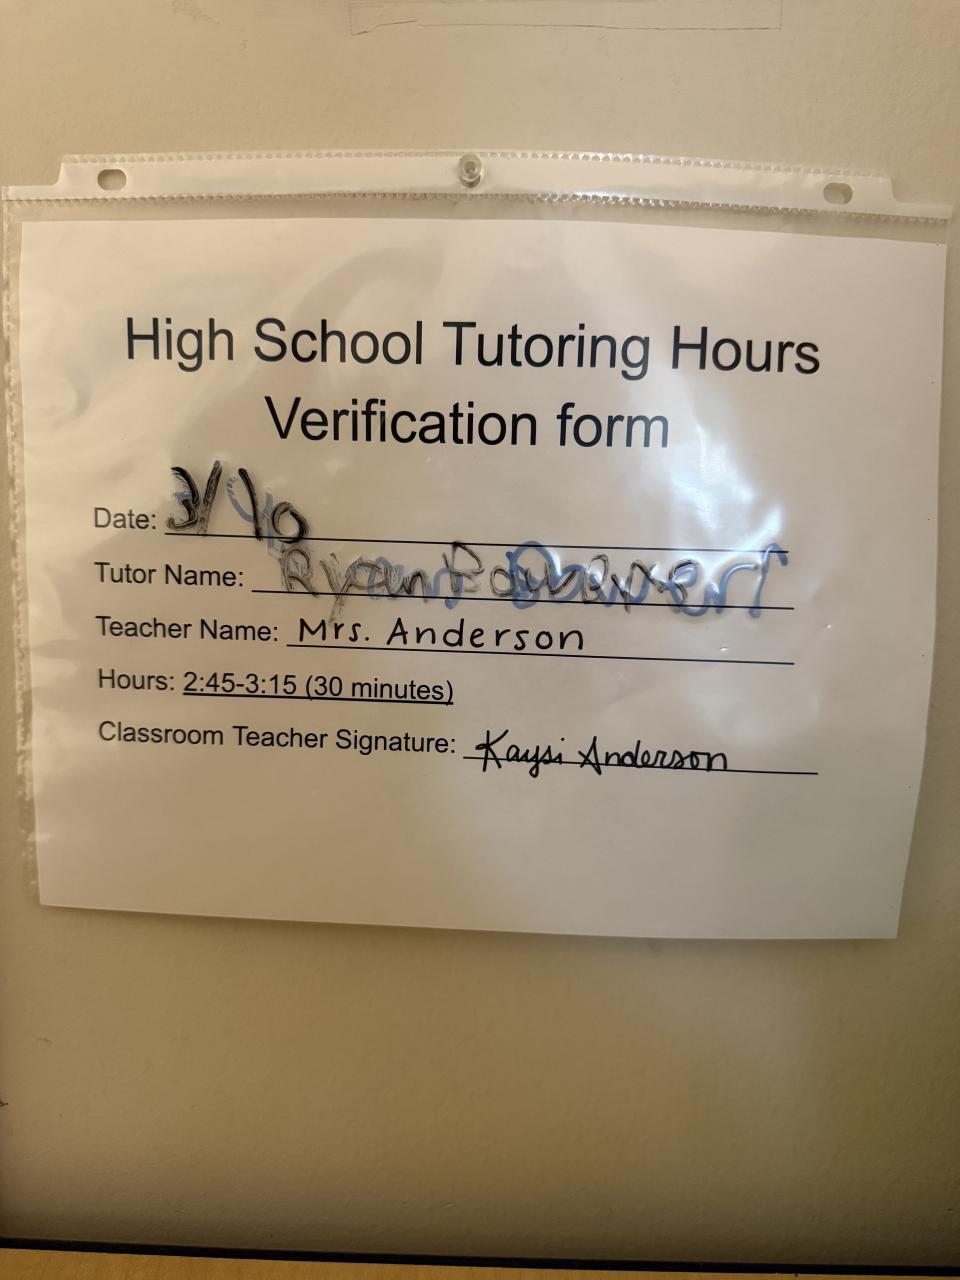 High School Tutoring Hours
Verification form
Date: 3/10
Tutor Name: Ryan
Teacher Name: Mrs. Anderson
Hours: 2:45-3:15 (30 minutes)
Classroom Teacher Signature: Kaysi Anderson